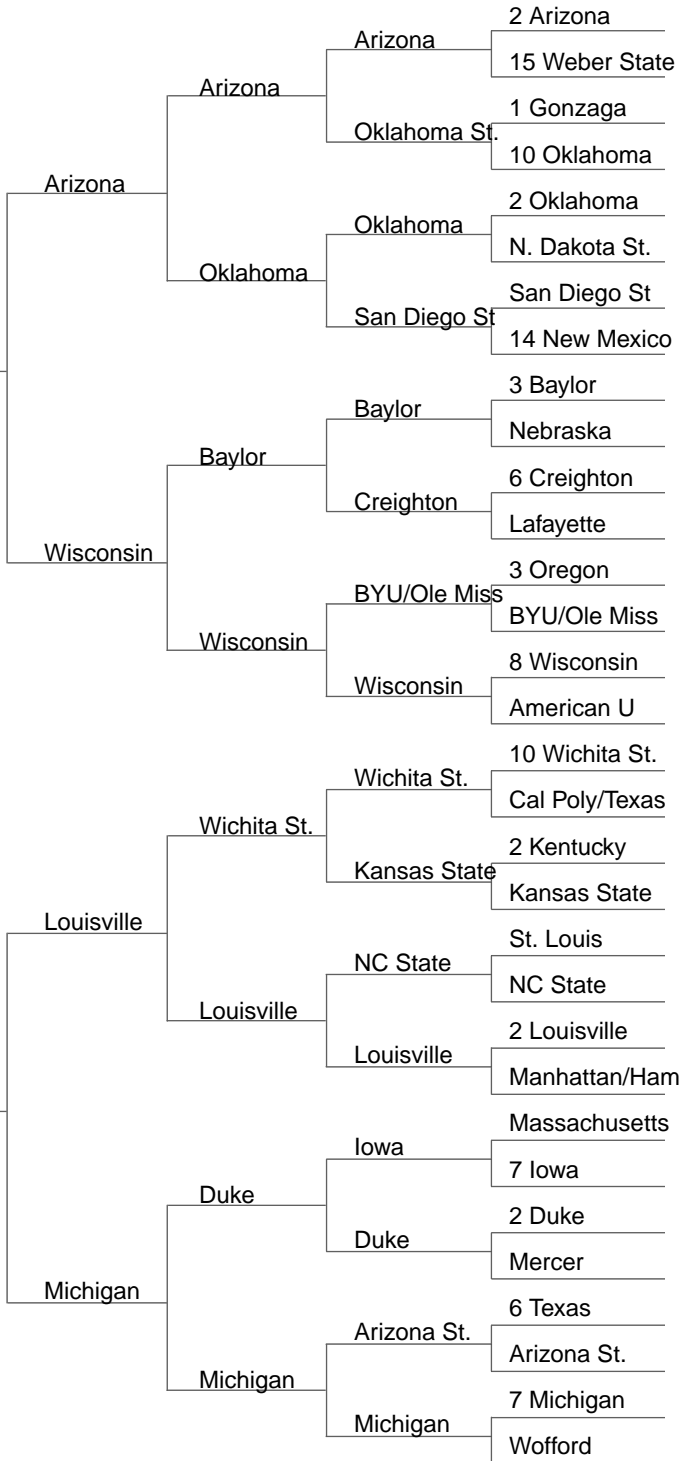 2 Arizona
Arizona
15 Weber State
Arizona
1 Gonzaga
Oklahoma St.
10 Oklahoma
Arizona
2 Oklahoma
Oklahoma
N. Dakota St.
Oklahoma
San Diego St
San Diego St
14 New Mexico
3 Baylor
Baylor
Nebraska
Baylor
6 Creighton
Creighton
Lafayette
Wisconsin
3 Oregon
BYU/Ole Miss
BYU/Ole Miss
Wisconsin
8 Wisconsin
Wisconsin
American U
10 Wichita St.
Wichita St.
Cal Poly/Texas
Wichita St.
2 Kentucky
Kansas State
Kansas State
Louisville
St. Louis
NC State
NC State
Louisville
2 Louisville
Louisville
Manhattan/Ham
Massachusetts
Iowa
7 Iowa
Duke
2 Duke
Duke
Mercer
Michigan
6 Texas
Arizona St.
Arizona St.
Michigan
7 Michigan
Michigan
Wofford